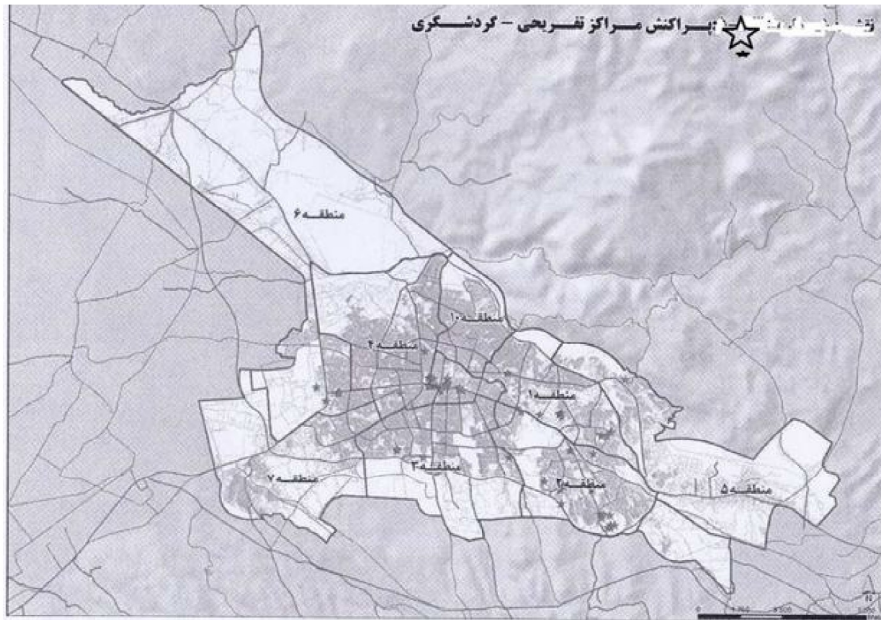 پراکنش مراکز تفریحی - گردشگری
منطقه ۶
منطقه ۱۰
منطقه ۴
منطقه ۱
منطقه ۳
منطقه ۷
منطقه ۲
منطقه ۵